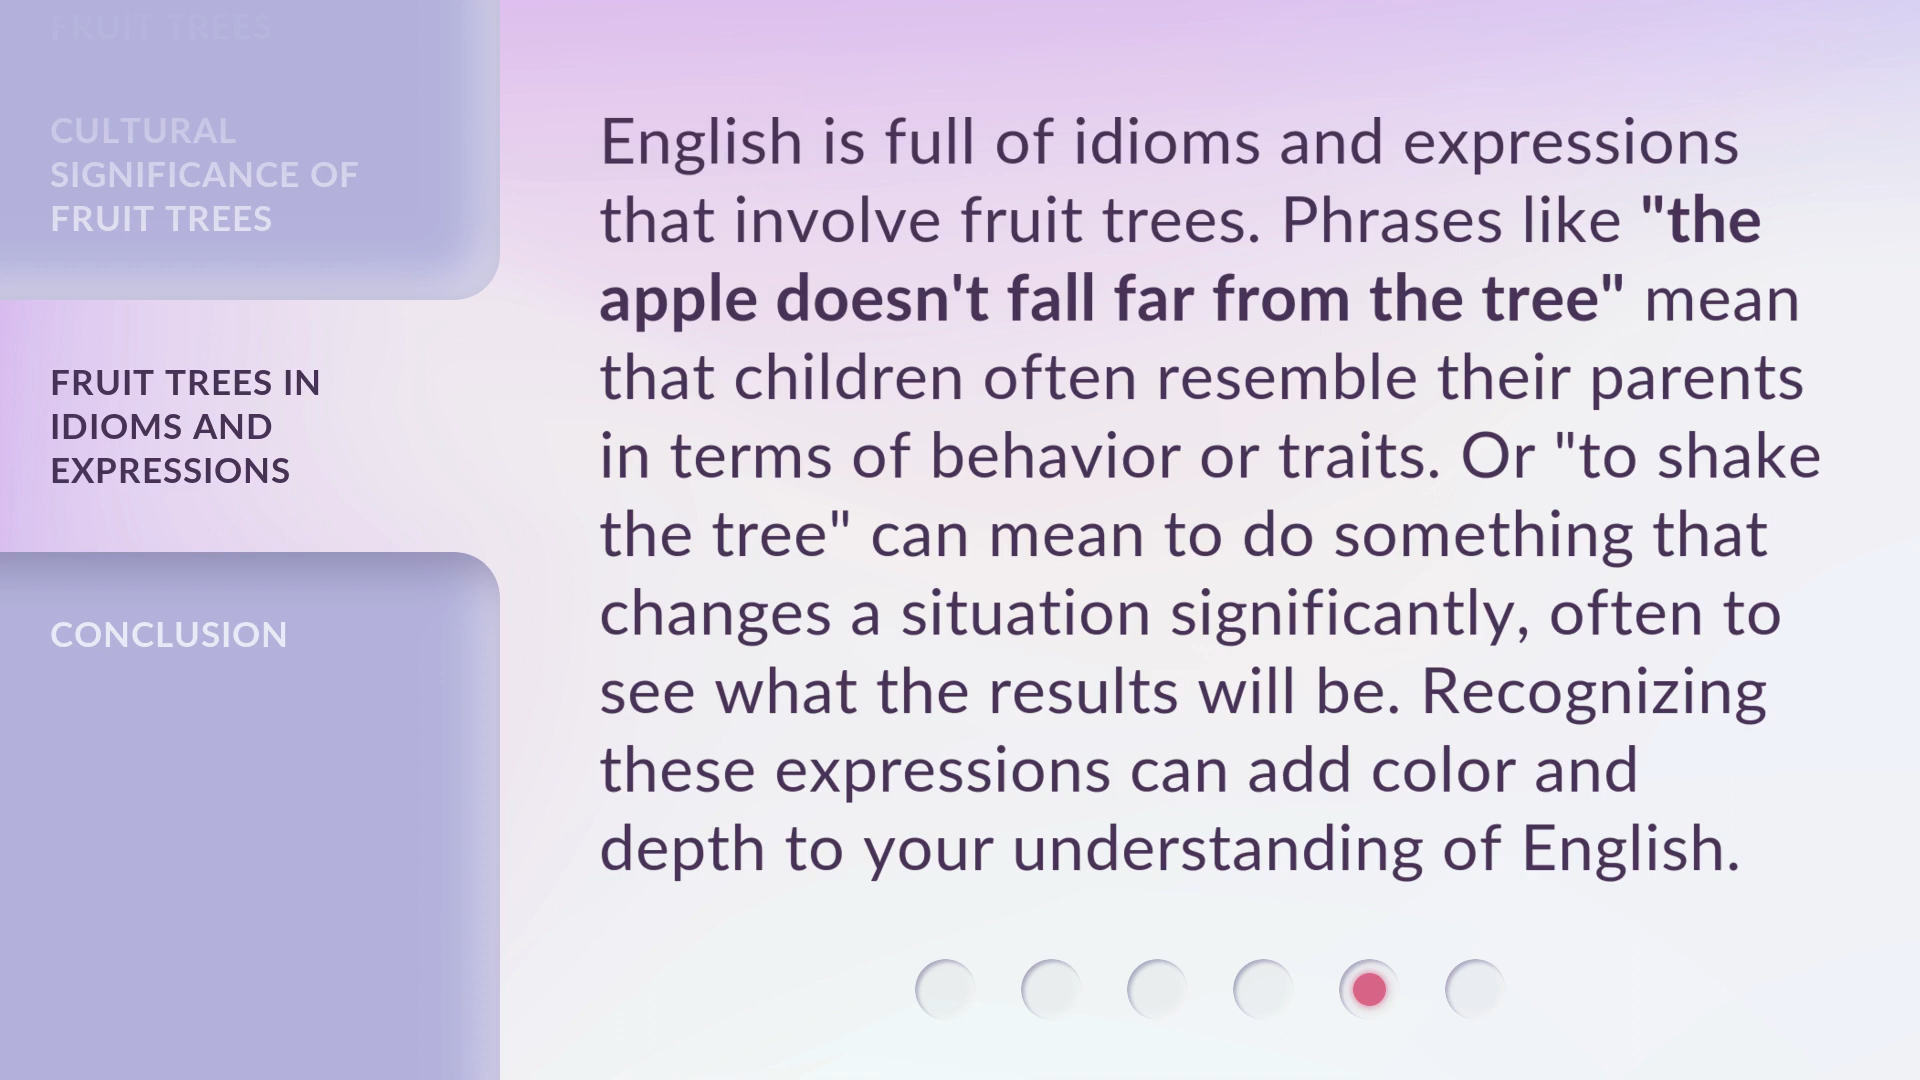 FRUIT TREES
CULTURAL
SIGNIFICANCE OF
FRUIT TREES
FRUIT TREES IN
IDIOMS AND
EXPRESSIONS
CONCLUSION
English is full of idioms and expressions
that involve fruit trees. Phrases like "the
apple doesn't fall far from the tree" mean
that children often resemble their parents
in terms of behavior or traits. Or "to shake
the tree" can mean to do something that
changes a situation significantly, often to
see what the results will be. Recognizing
these expressions can add color and
depth to your understanding of English.